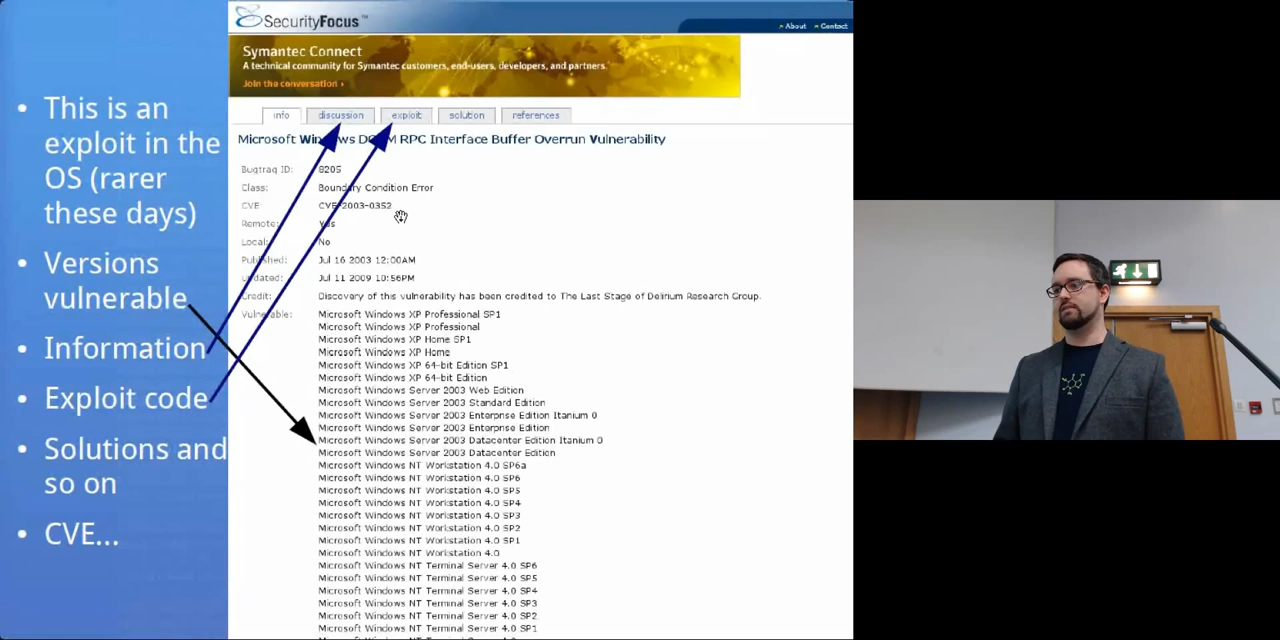 • This is an
exploit in the
OS (rarer
these days)
• Versions
vulnerable
• Information
• Exploit code
• Solutions and
so on
• CVE...
SecurityFocus™
About Contact
Symantec Connect
A technical community for Symantec customers, end-users, developers, and partners.
Join the conversation
info discussion exploit solution references
Microsoft Windows DCOM RPC Interface Buffer Overrun Vulnerability
Bugtraq ID: 8205
Class: Boundary Condition Error
CVE: CVE-2003-0352
Remote: Yes
Local: No
Published: Jul 16 2003 12:00AM
Updated: Jul 11 2009 10:56PM
Credit: Discovery of this vulnerability has been credited to The Last Stage of Delirium Research Group.
Vulnerable: Microsoft Windows XP Professional SP1
Microsoft Windows XP Professional
Microsoft Windows XP Home SP1
Microsoft Windows XP Home
Microsoft Windows XP 64-bit Edition SP1
Microsoft Windows XP 64-bit Edition
Microsoft Windows Server 2003 Web Edition
Microsoft Windows Server 2003 Standard Edition
Microsoft Windows Server 2003 Enterprise Edition Itanium 0
Microsoft Windows Server 2003 Enterprise Edition
Microsoft Windows Server 2003 Datacenter Edition Itanium 0
Microsoft Windows Server 2003 Datacenter Edition
Microsoft Windows NT Workstation 4.0 SP6a
Microsoft Windows NT Workstation 4.0 SP6
Microsoft Windows NT Workstation 4.0 SP5
Microsoft Windows NT Workstation 4.0 SP4
Microsoft Windows NT Workstation 4.0 SP3
Microsoft Windows NT Workstation 4.0 SP2
Microsoft Windows NT Workstation 4.0 SP1
Microsoft Windows NT Workstation 4.0
Microsoft Windows NT Terminal Server 4.0 SP6
Microsoft Windows NT Terminal Server 4.0 SP5
Microsoft Windows NT Terminal Server 4.0 SP4
Microsoft Windows NT Terminal Server 4.0 SP3
Microsoft Windows NT Terminal Server 4.0 SP2
Microsoft Windows NT Terminal Server 4.0 SP1